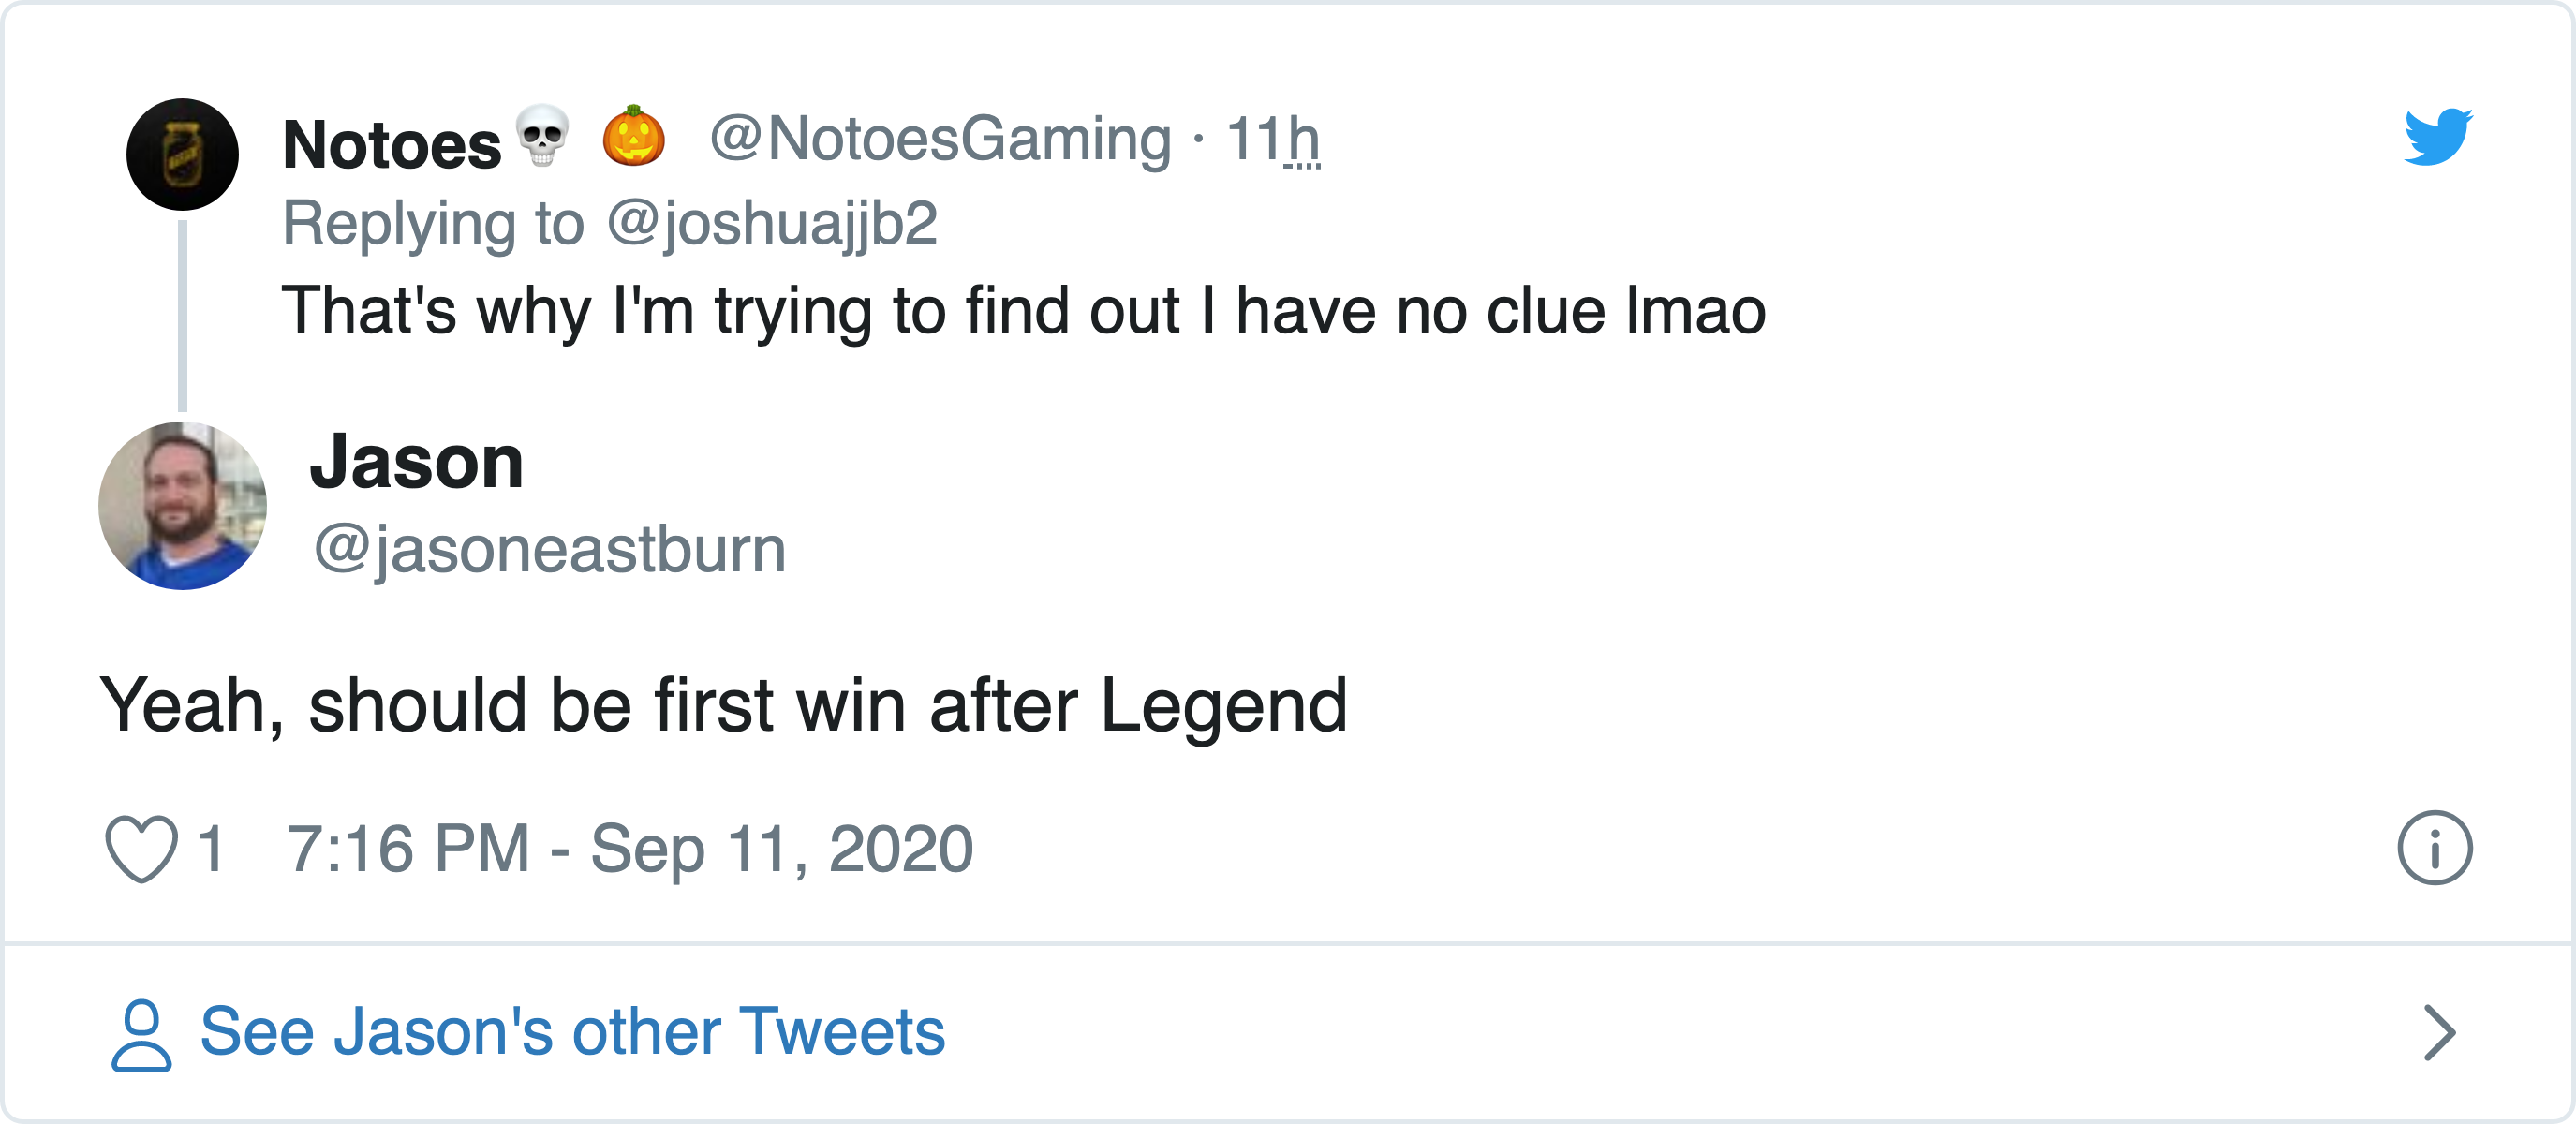 Notoes💀 🎃 @NotoesGaming · 11h
Replying to @joshuajjb2
That's why I'm trying to find out I have no clue lmao
Jason
@jasoneastburn
Yeah, should be first win after Legend
1 7:16 PM - Sep 11, 2020
See Jason's other Tweets